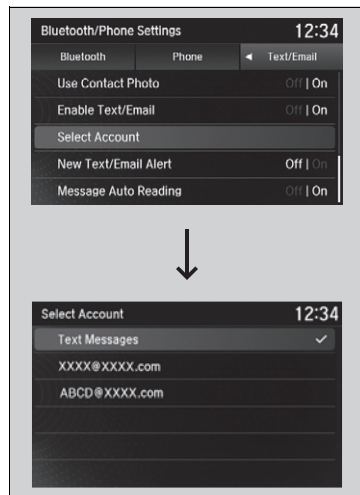 Bluetooth/Phone Settings 12:34
Bluetooth Phone ◄ Text/Email
Use Contact Photo Off | On
Enable Text/Email Off | On
Select Account
New Text/Email Alert Off | On
Message Auto Reading Off | On
Select Account 12:34
Text Messages ✓
XXXX@XXXX.com
ABCD@XXXX.com